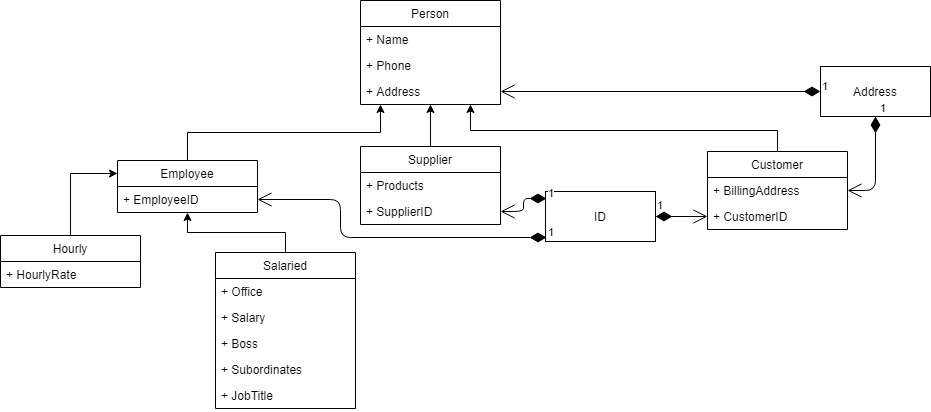 Person
+ Name
+ Phone
+ Address
1
Address
1
Employee
+ EmployeeID
Supplier
+ Products
+ SupplierID
1
ID
1
1
Customer
+ BillingAddress
+ CustomerID
Hourly
+ HourlyRate
Salaried
+ Office
+ Salary
+ Boss
+ Subordinates
+ JobTitle